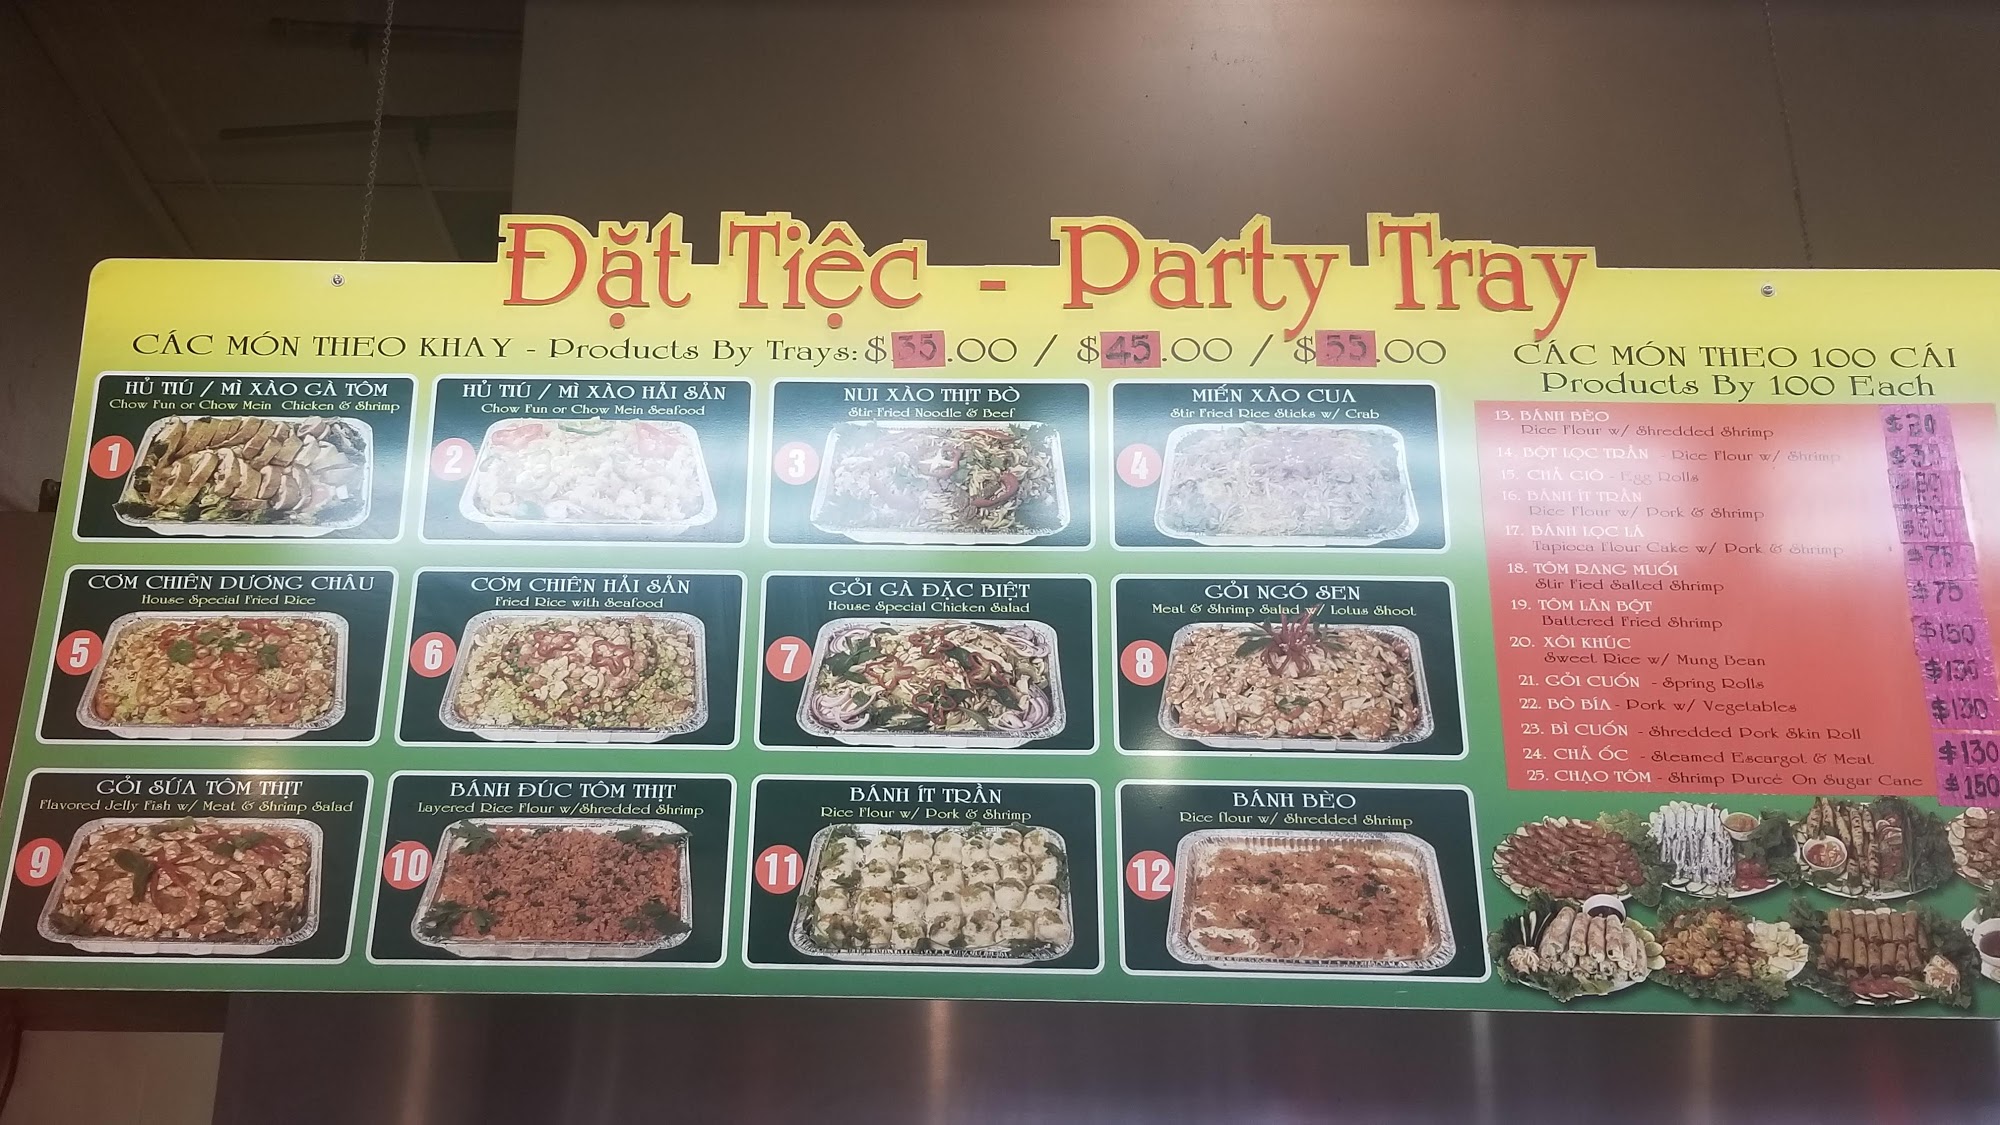 Đặt Tiệc - Party Tray
CÁC MÓN THEO KHAY - Products By Trays: $35.00 / $45.00 / $55.00
HỦ TIÚ / MÌ XÀO GÀ TÔM
Chow Fun or Chow Mein Chicken & Shrimp
1
HỦ TIÚ / MÌ XÀO HẢI SẢN
Chow Fun or Chow Mein Seafood
2
NUI XÀO THỊT BÒ
Stir Fried Noodle & Beef
3
MIẾN XÀO CUA
Stir Fried Rice Sticks w/ Crab
4
CƠM CHIÊN DƯƠNG CHÂU
House Special Fried Rice
5
CƠM CHIÊN HẢI SẢN
Fried Rice with Seafood
6
GỎI GÀ ĐẶC BIỆT
House Special Chicken Salad
7
GỎI NGÓ SEN
Meat & Shrimp Salad w/ Lotus Shoot
8
GỎI SỨA TÔM THỊT
Flavored Jelly Fish w/ Meat & Shrimp Salad
9
BÁNH ĐÚC TÔM THỊT
Layered Rice Flour w/Shredded Shrimp
10
BÁNH ÍT TRẦN
Rice Flour w/ Pork & Shrimp
11
BÁNH BÈO
Rice flour w/ Shredded Shrimp
12
CÁC MÓN THEO 100 CÁI
Products By 100 Each
13. BÁNH BÈO
Rice Flour w/ Shredded Shrimp
14. BỘT LỌC TRẦN - Rice Flour w/ Shrimp
15. CHẢ GIÒ - Egg Rolls
16. BÁNH ÍT TRẦN
Rice Flour w/ Pork & Shrimp
17. BÁNH LỌC LÁ
Tapioca Flour Cake w/ Pork & Shrimp
$75
18. TÔM RANG MUỐI
Stir Fied Salted Shrimp
$75
19. TÔM LĂN BỘT
Battered Fried Shrimp
$150
20. XÔI KHÚC
Sweet Rice w/ Mung Bean
$130
21. GỎI CUỐN - Spring Rolls
22. BÒ BÍA - Pork w/ Vegetables
$130
23. BÌ CUỐN - Shredded Pork Skin Roll
24. CHẢ ỐC - Steamed Escargot & Meat
$130
25. CHẠO TÔM - Shrimp Purcé On Sugar Cane
$150